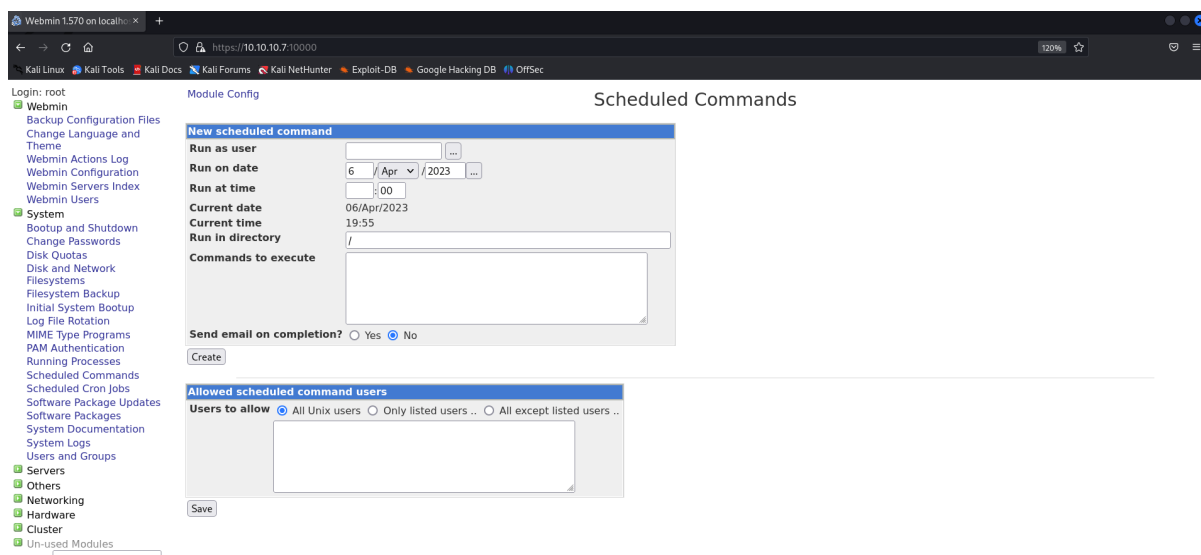 Webmin 1.570 on localho
https://10.10.10.7:10000
120%
Kali Linux Kali Tools Kali Docs Kali Forums Kali NetHunter Exploit-DB Google Hacking DB OffSec
Login: root
Webmin
Backup Configuration Files
Change Language and
Theme
Webmin Actions Log
Webmin Configuration
Webmin Servers Index
Webmin Users
System
Bootup and Shutdown
Change Passwords
Disk Quotas
Disk and Network
Filesystems
Filesystem Backup
Initial System Bootup
Log File Rotation
MIME Type Programs
PAM Authentication
Running Processes
Scheduled Commands
Scheduled Cron Jobs
Software Package Updates
Software Packages
System Documentation
System Logs
Users and Groups
Servers
Others
Networking
Hardware
Cluster
Un-used Modules
Module Config
Scheduled Commands
New scheduled command
Run as user ...
Run on date 6 / Apr / 2023 ...
Run at time : 00
Current date 06/Apr/2023
Current time 19:55
Run in directory /
Commands to execute
Send email on completion? Yes No
Create
Allowed scheduled command users
Users to allow All Unix users Only listed users .. All except listed users ..
Save